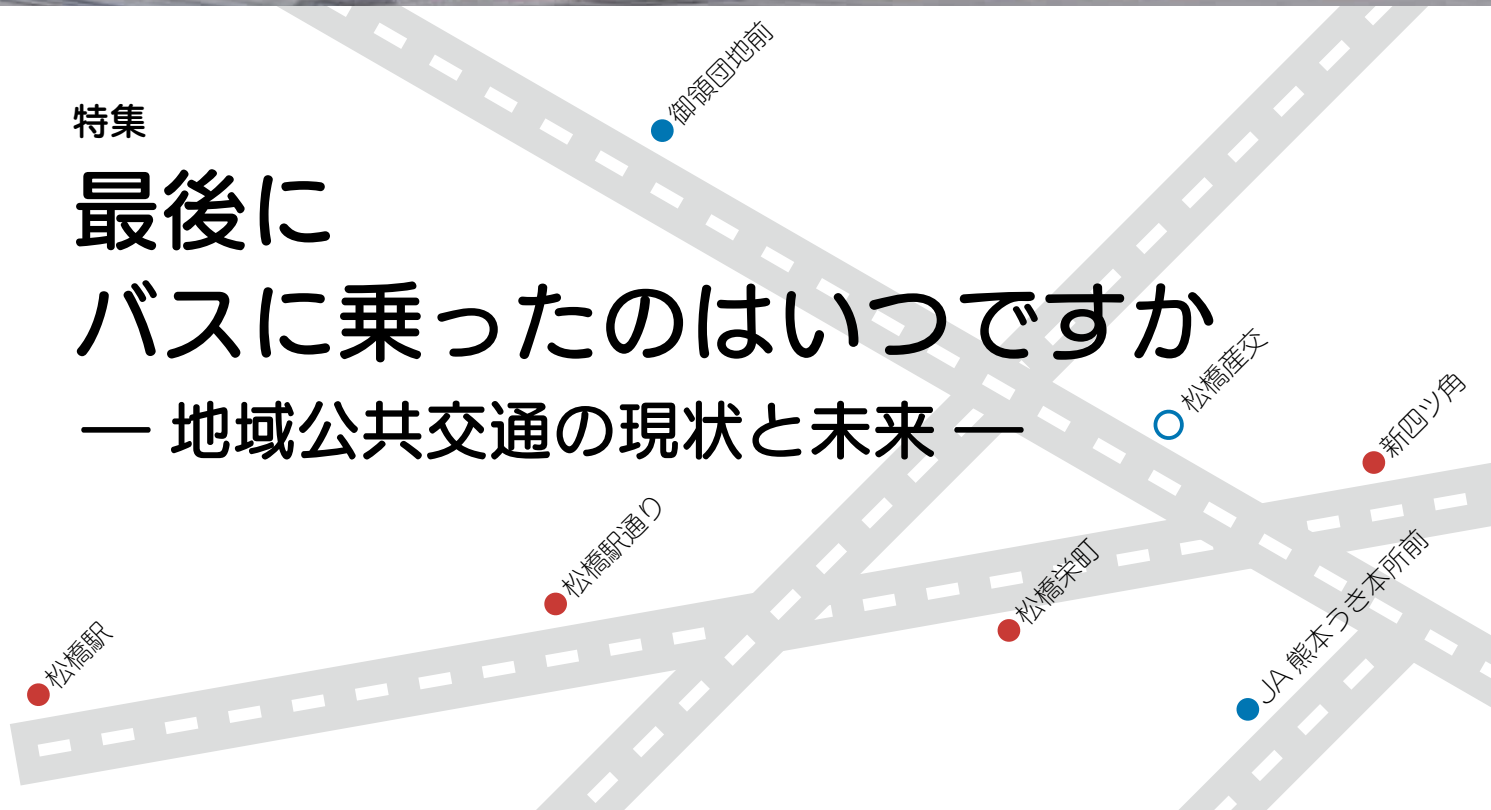 特集
最後に
バスに乗ったのはいつですか
― 地域公共交通の現状と未来 ―
御領団地前
松橋産交
新四ツ角
松橋駅通り
松橋栄町
JA 熊本うき本所前
松橋駅